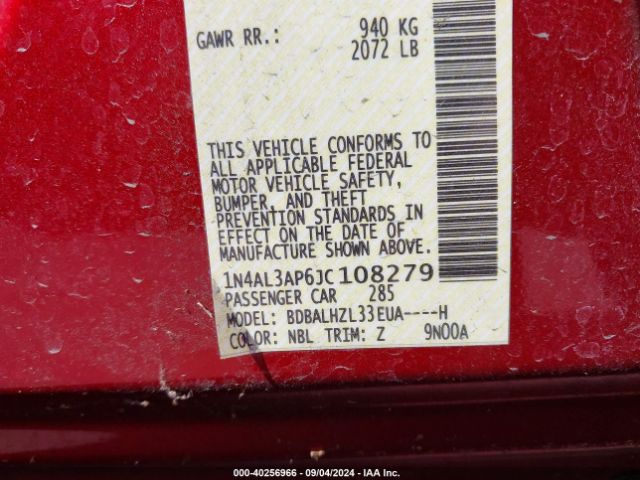 GAWR RR.: 940 KG
2072 LB
THIS VEHICLE CONFORMS TO
ALL APPLICABLE FEDERAL
MOTOR VEHICLE SAFETY,
BUMPER, AND THEFT
PREVENTION STANDARDS IN
EFFECT ON THE DATE OF
MANUFACTURE SHOWN ABOVE.
1N4AL3AP6JC108279
PASSENGER CAR 285
MODEL: BDBALHZL33EUA----H
COLOR: NBL TRIM: Z 9N00A
000-40256966 - 09/04/2024 - IAA Inc.